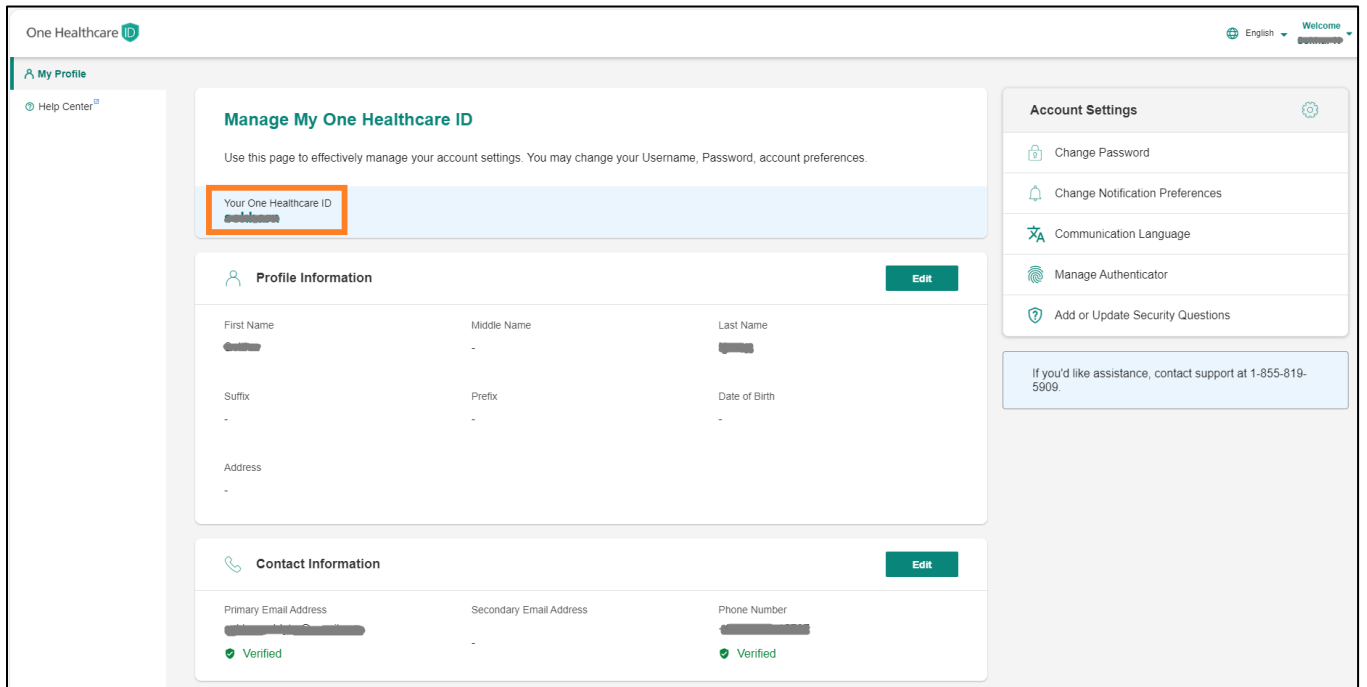 One Healthcare ID
English
Welcome
My Profile
Help Center
Manage My One Healthcare ID
Use this page to effectively manage your account settings. You may change your Username, Password, account preferences.
Your One Healthcare ID
Profile Information
Edit
First Name Middle Name Last Name
-
Suffix Prefix Date of Birth
- - -
Address
-
Contact Information
Edit
Primary Email Address Secondary Email Address Phone Number
-
Verified Verified
Account Settings
Change Password
Change Notification Preferences
Communication Language
Manage Authenticator
Add or Update Security Questions
If you'd like assistance, contact support at 1-855-819-
5909.